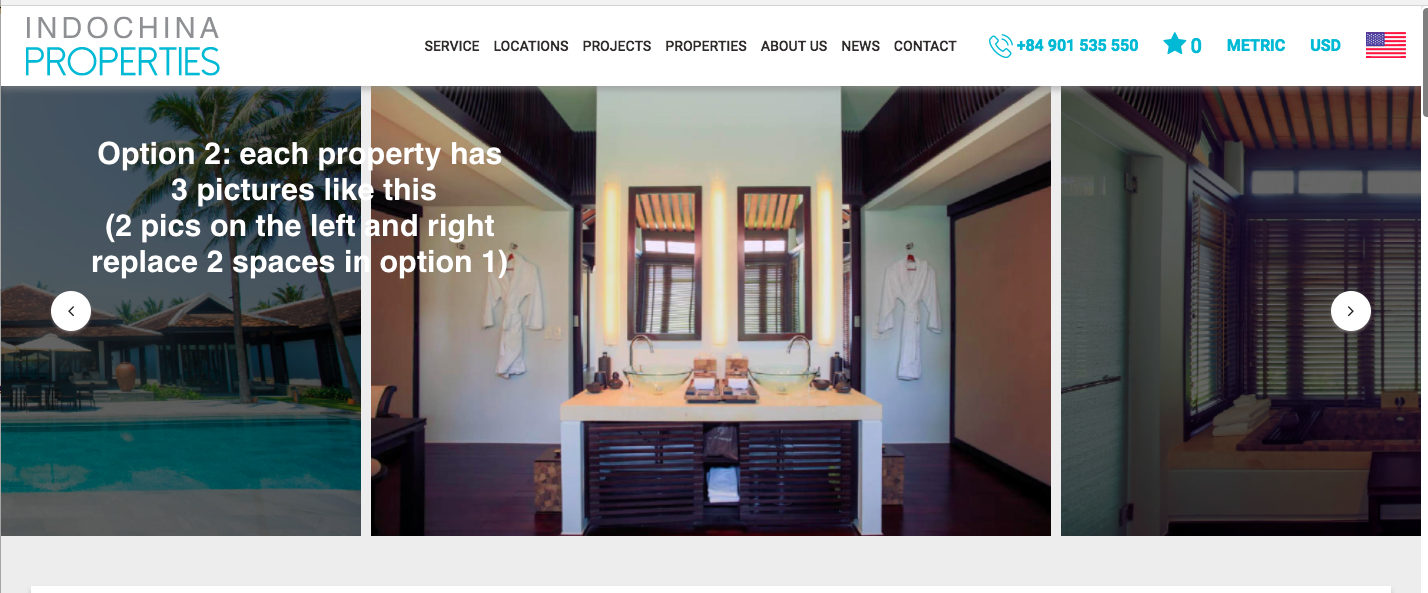 INDOCHINA
PROPERTIES
SERVICE LOCATIONS PROJECTS PROPERTIES ABOUT US NEWS CONTACT +84 901 535 550 0 METRIC USD
Option 2: each property has
3 pictures like this
(2 pics on the left and right
replace 2 spaces in option 1)